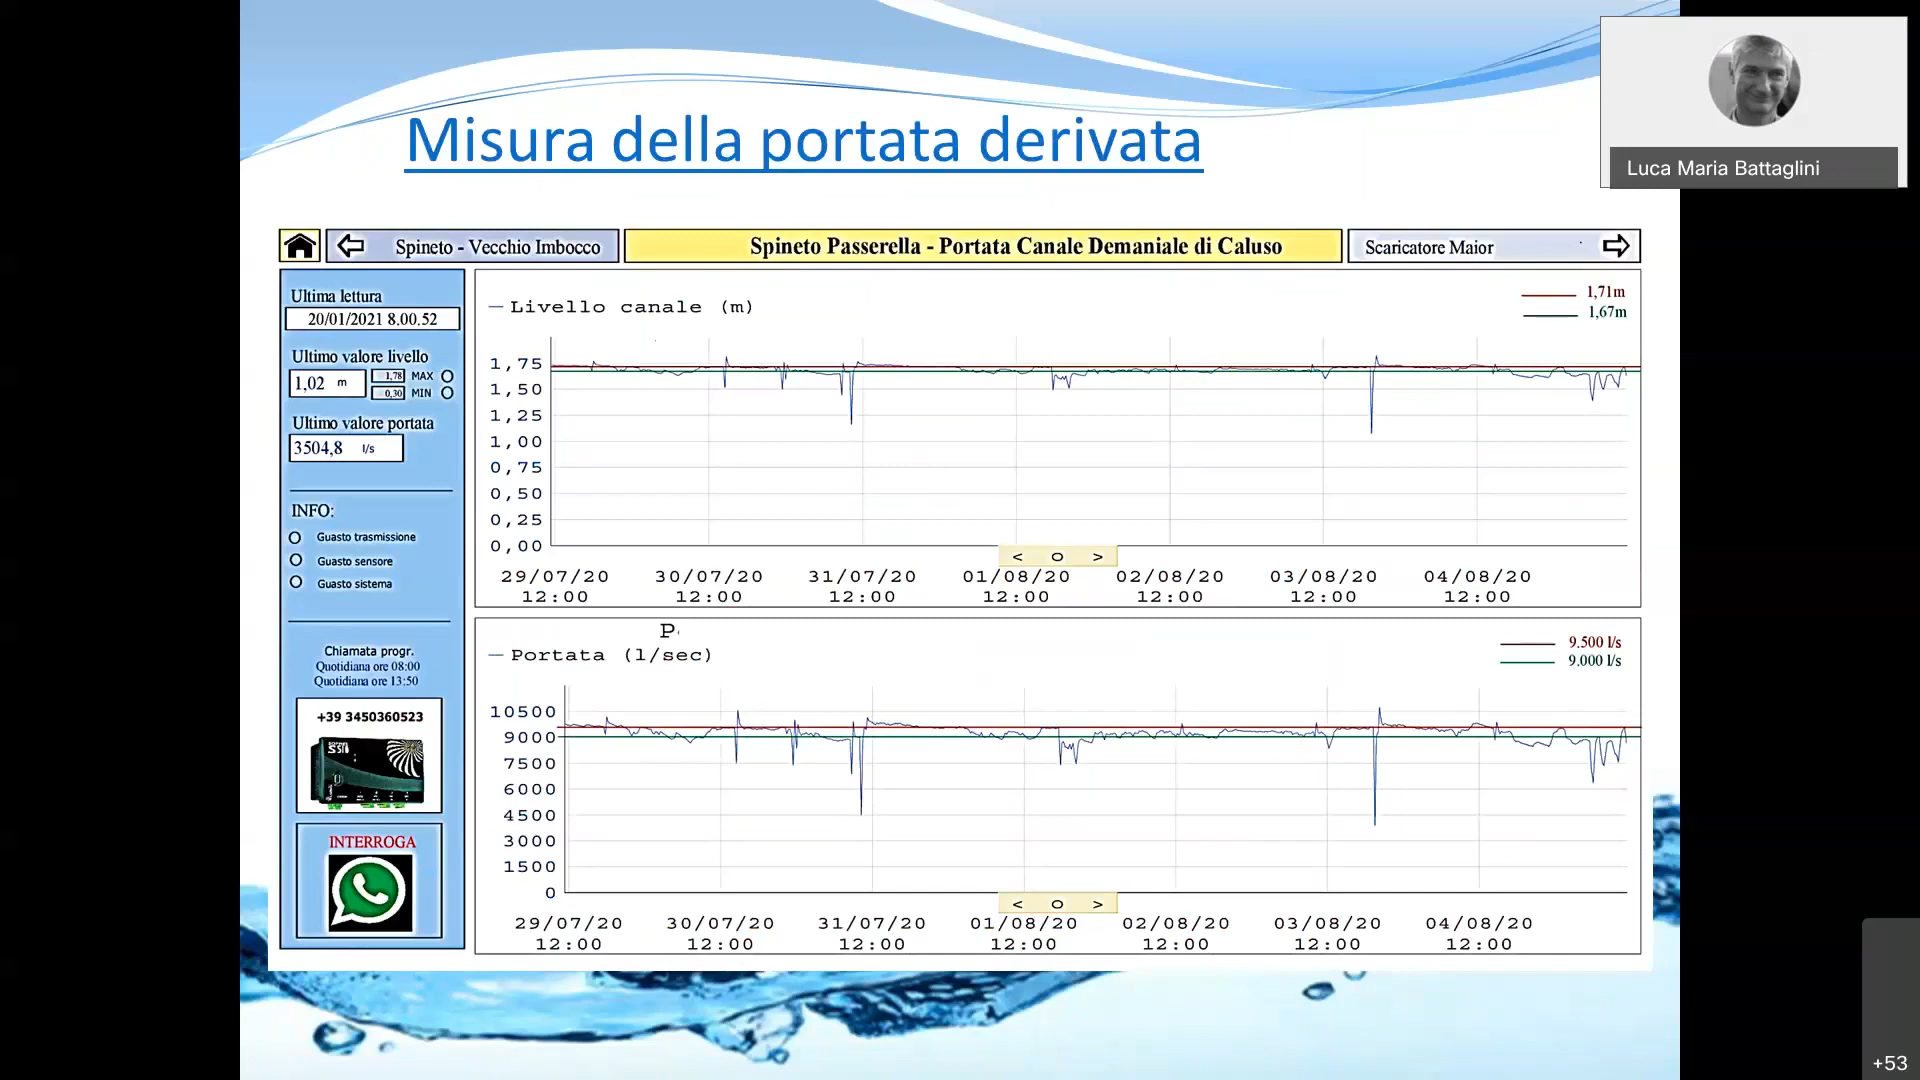 Misura della portata derivata
Luca Maria Battaglini
Spineto - Vecchio Imbocco
Spineto Passerella - Portata Canale Demaniale di Caluso
Scaricatore Maior
Ultima lettura
20/01/2021 8.00.52
Ultimo valore livello
1,02 m
1,78 MAX
0,30 MIN
Ultimo valore portata
3504,8 l/s
INFO:
Guasto trasmissione
Guasto sensore
Guasto sistema
Chiamata progr.
Quotidiana ore 08:00
Quotidiana ore 13:50
+39 3450360523
INTERROGA
Livello canale (m)
1,71m
1,67m
1,75
1,50
1,25
1,00
0,75
0,50
0,25
0,00
< O >
29/07/20 30/07/20 31/07/20 01/08/20 02/08/20 03/08/20 04/08/20
12:00 12:00 12:00 12:00 12:00 12:00 12:00
P
Portata (l/sec)
9.500 l/s
9.000 l/s
10500
9000
7500
6000
4500
3000
1500
0
< O >
29/07/20 30/07/20 31/07/20 01/08/20 02/08/20 03/08/20 04/08/20
12:00 12:00 12:00 12:00 12:00 12:00 12:00
+53